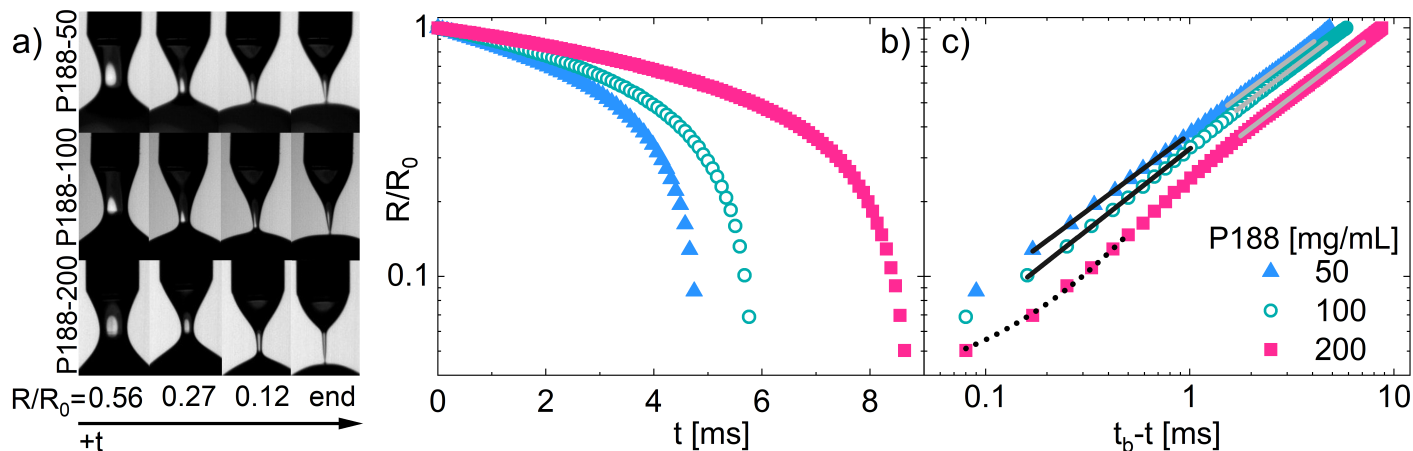 a)
P188-50
P188-100
P188-200
R/R₀= 0.56 0.27 0.12 end
+t
b)
R/R₀
1
0.1
0 2 4 6 8
t [ms]
c)
P188 [mg/mL]
50
100
200
0.1 1 10
t_b-t [ms]